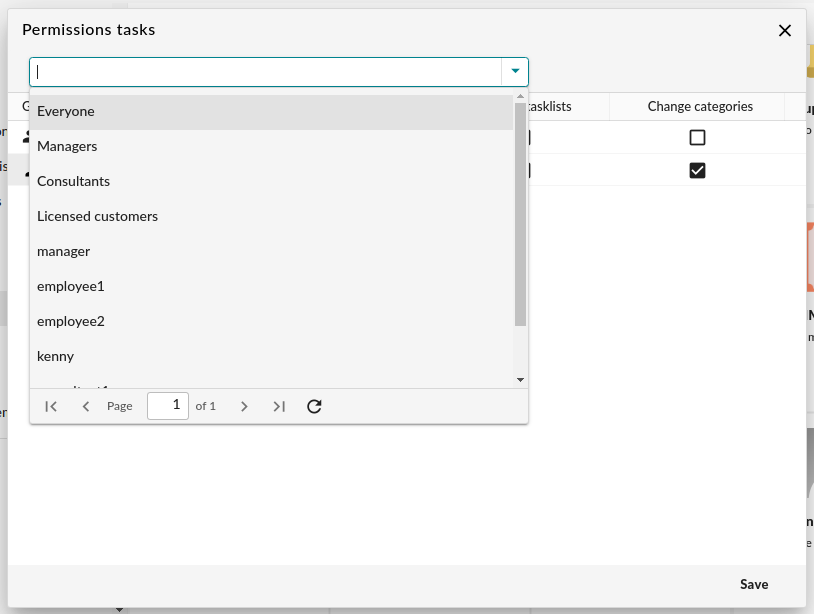 Permissions tasks
tasklists
Change categories
Everyone
Managers
Consultants
Licensed customers
manager
employee1
employee2
kenny
Page 1 of 1
Save